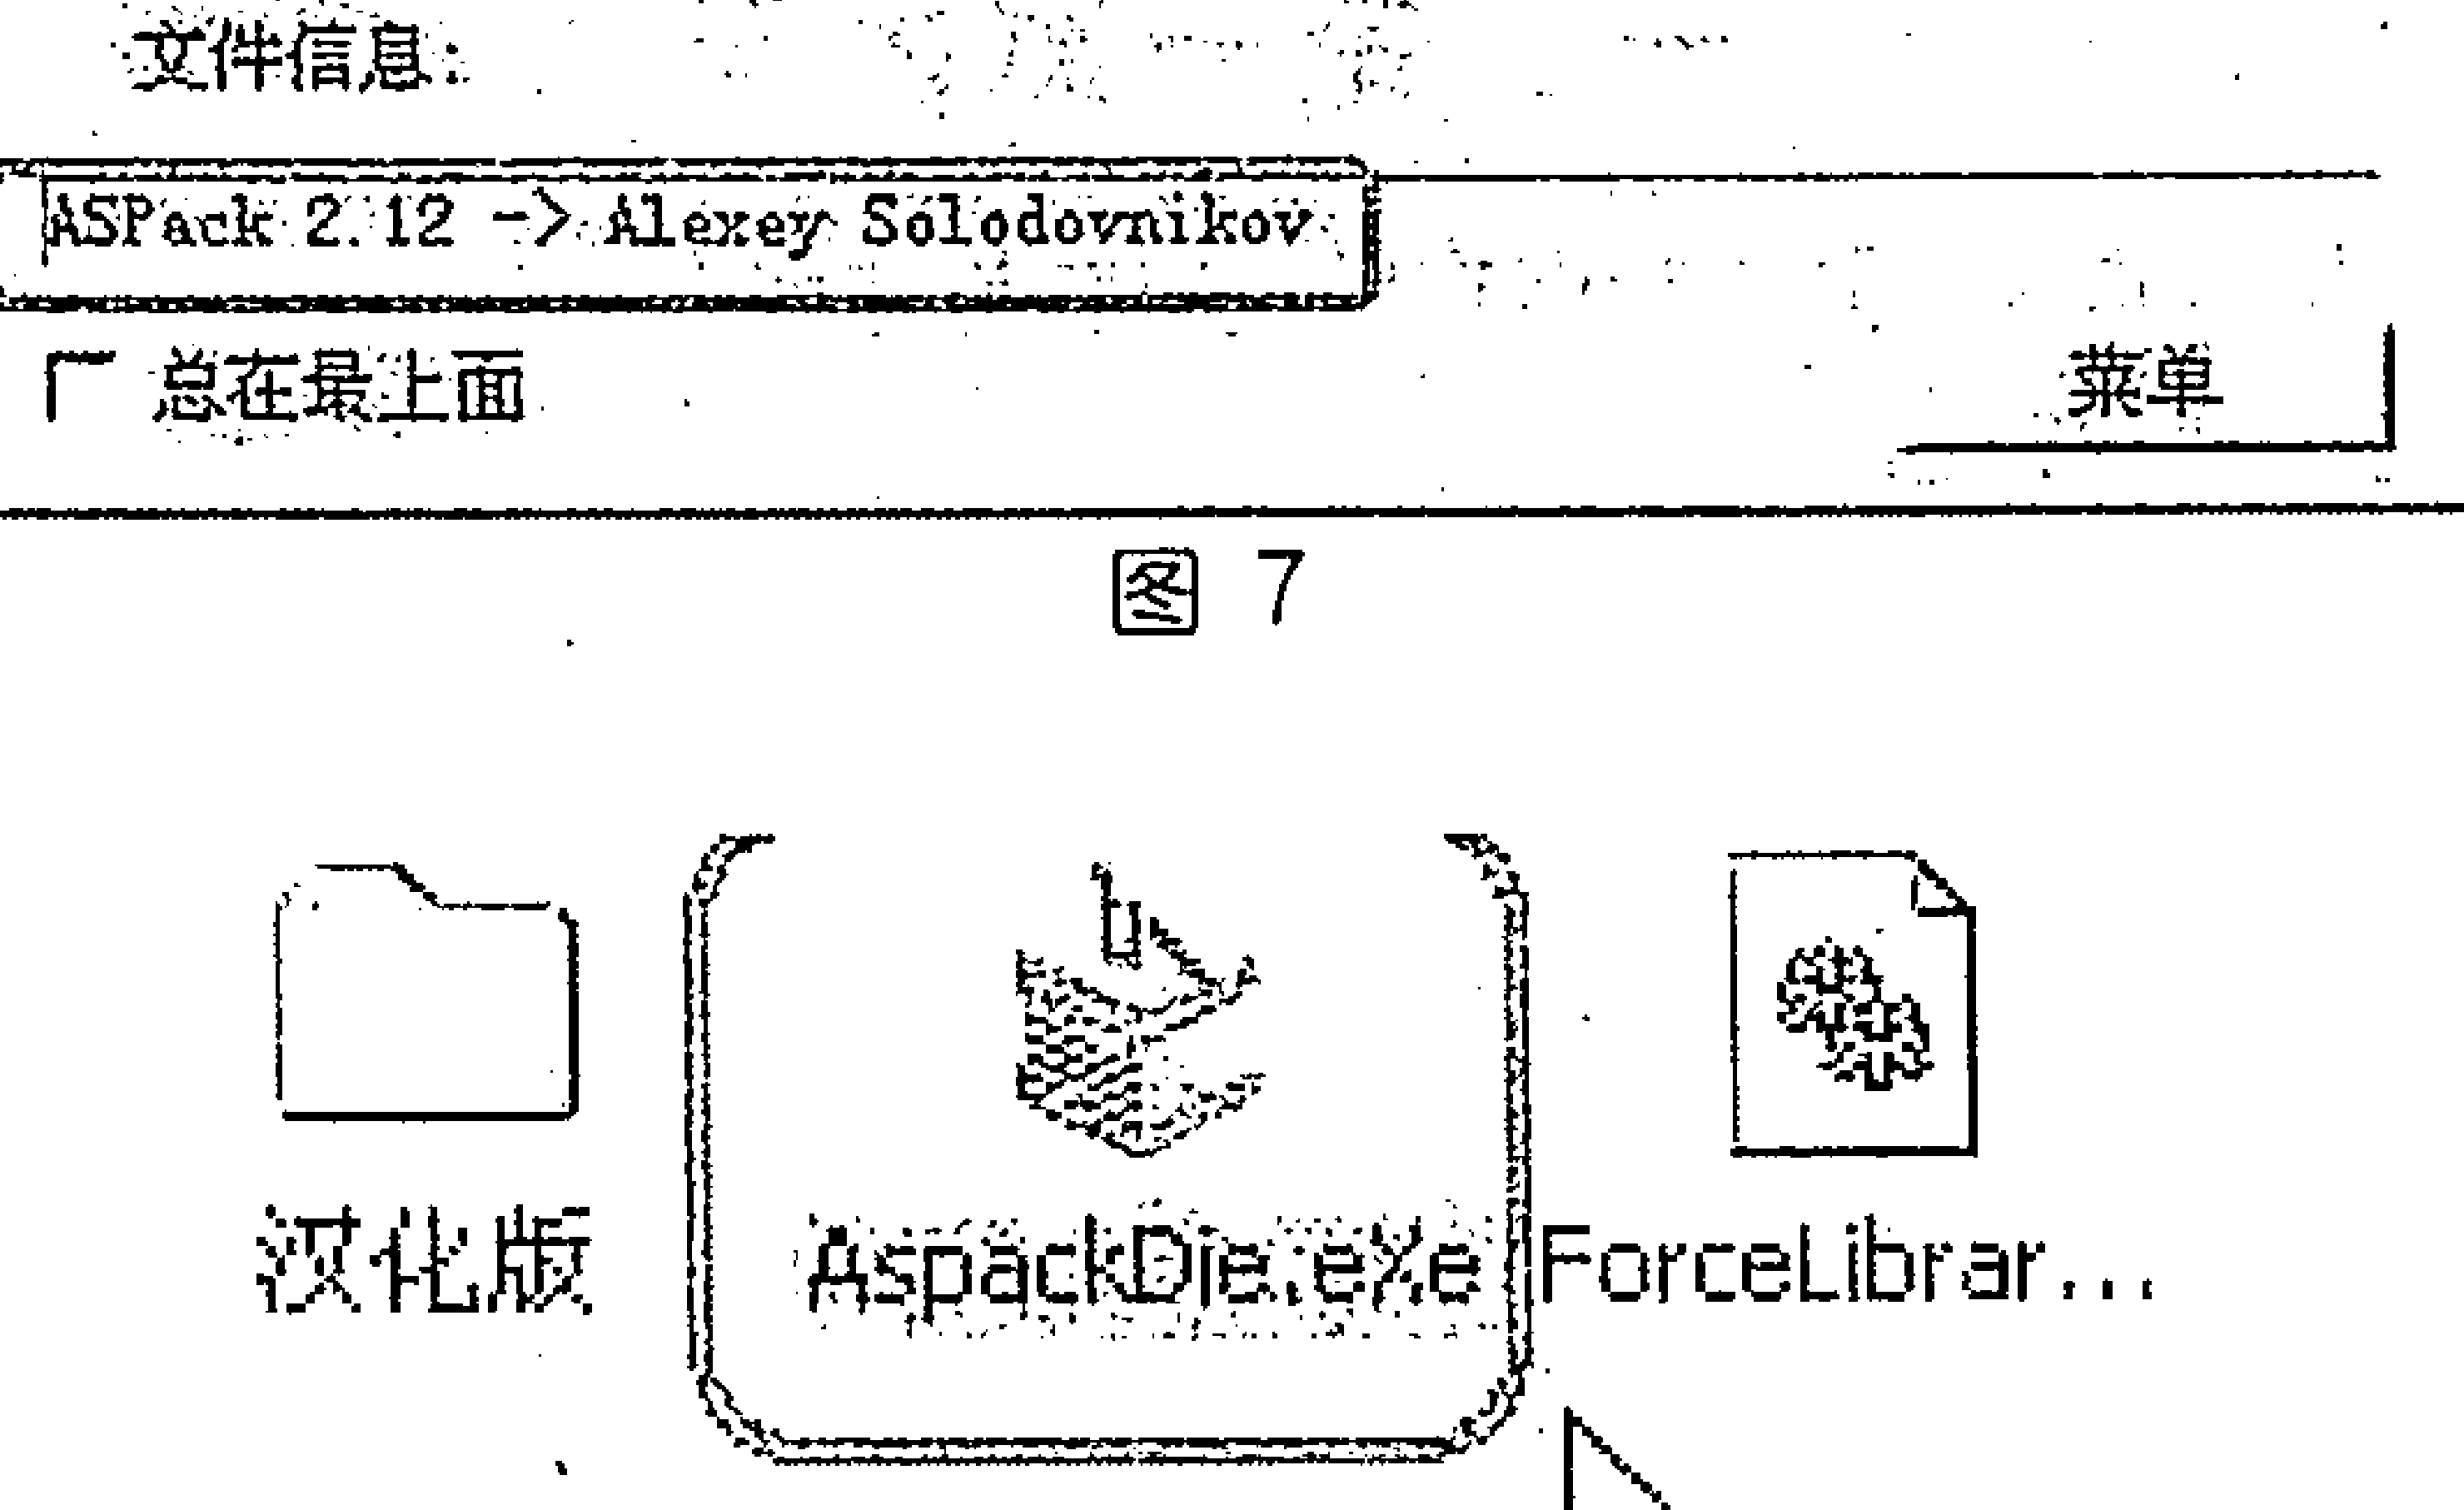 文件信息:
ASPack 2.12 -> Alexey Solodovnikov
总在最上面 菜单
图 7
汉化版 AspackDie.exe ForceLibrar...